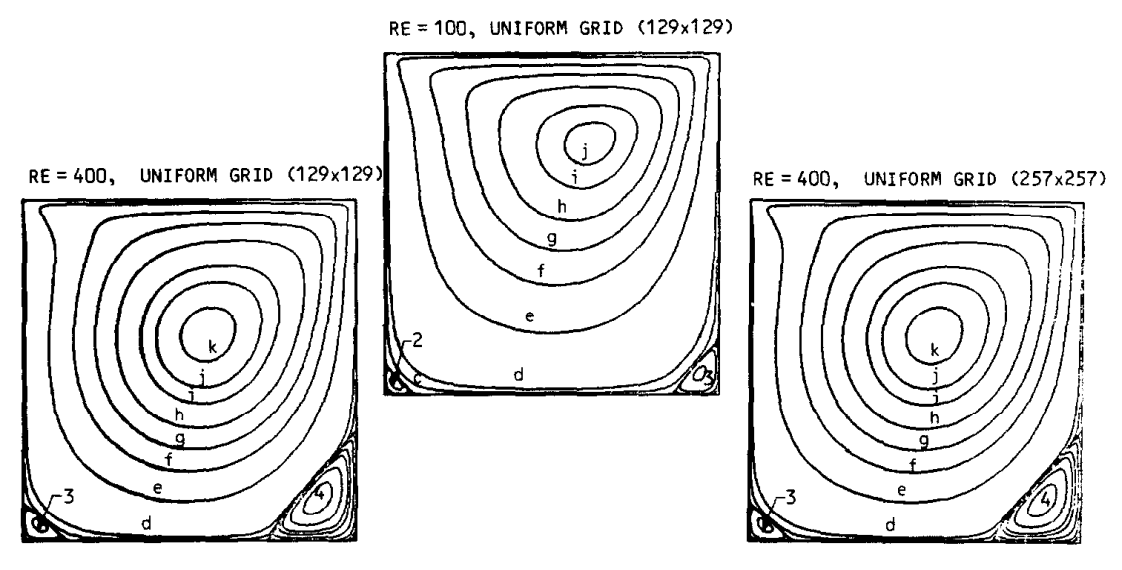 RE = 100, UNIFORM GRID (129x129)
j
i
h
g
f
e
2
c
d
3
RE = 400, UNIFORM GRID (129x129)
k
j
i
h
g
f
e
d
3
4
RE = 400, UNIFORM GRID (257x257)
k
j
i
h
g
f
e
d
3
4